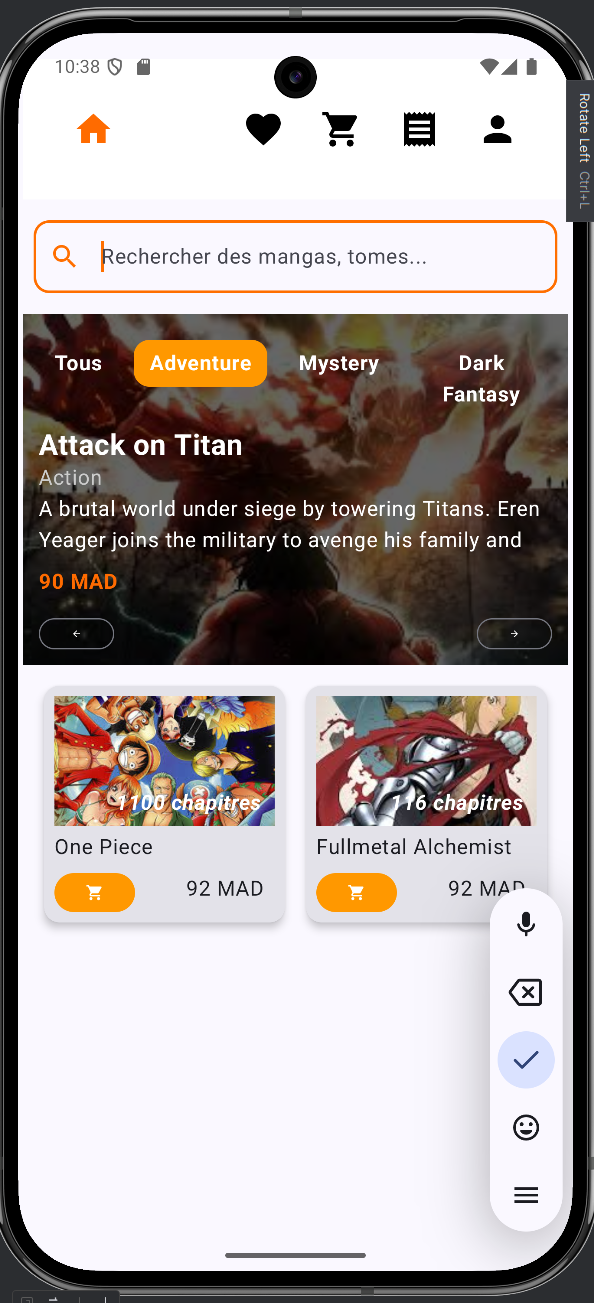 10:38
Rotate Left Ctrl+L
Rechercher des mangas, tomes...
Tous Adventure Mystery Dark
Fantasy
Attack on Titan
Action
A brutal world under siege by towering Titans. Eren
Yeager joins the military to avenge his family and
90 MAD
1100 chapitres
116 chapitres
One Piece
Fullmetal Alchemist
92 MAD
92 MAD